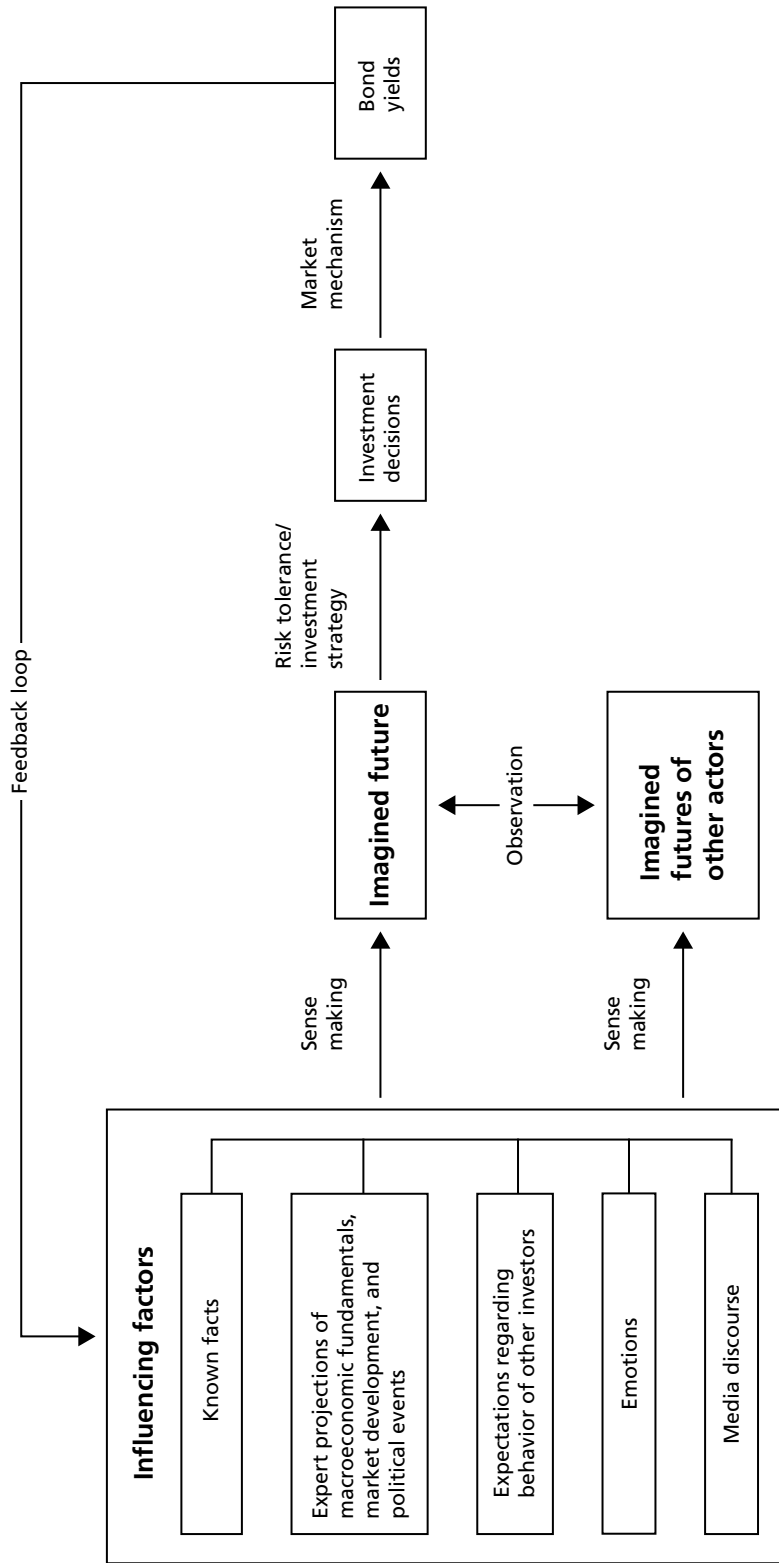 Feedback loop
Influencing factors
Known facts
Expert projections of
macroeconomic fundamentals,
market development, and
political events
Expectations regarding
behavior of other investors
Emotions
Media discourse
Sense
making
Sense
making
Imagined future
Observation
Imagined
futures of
other actors
Risk tolerance/
investment
strategy
Investment
decisions
Market
mechanism
Bond
yields